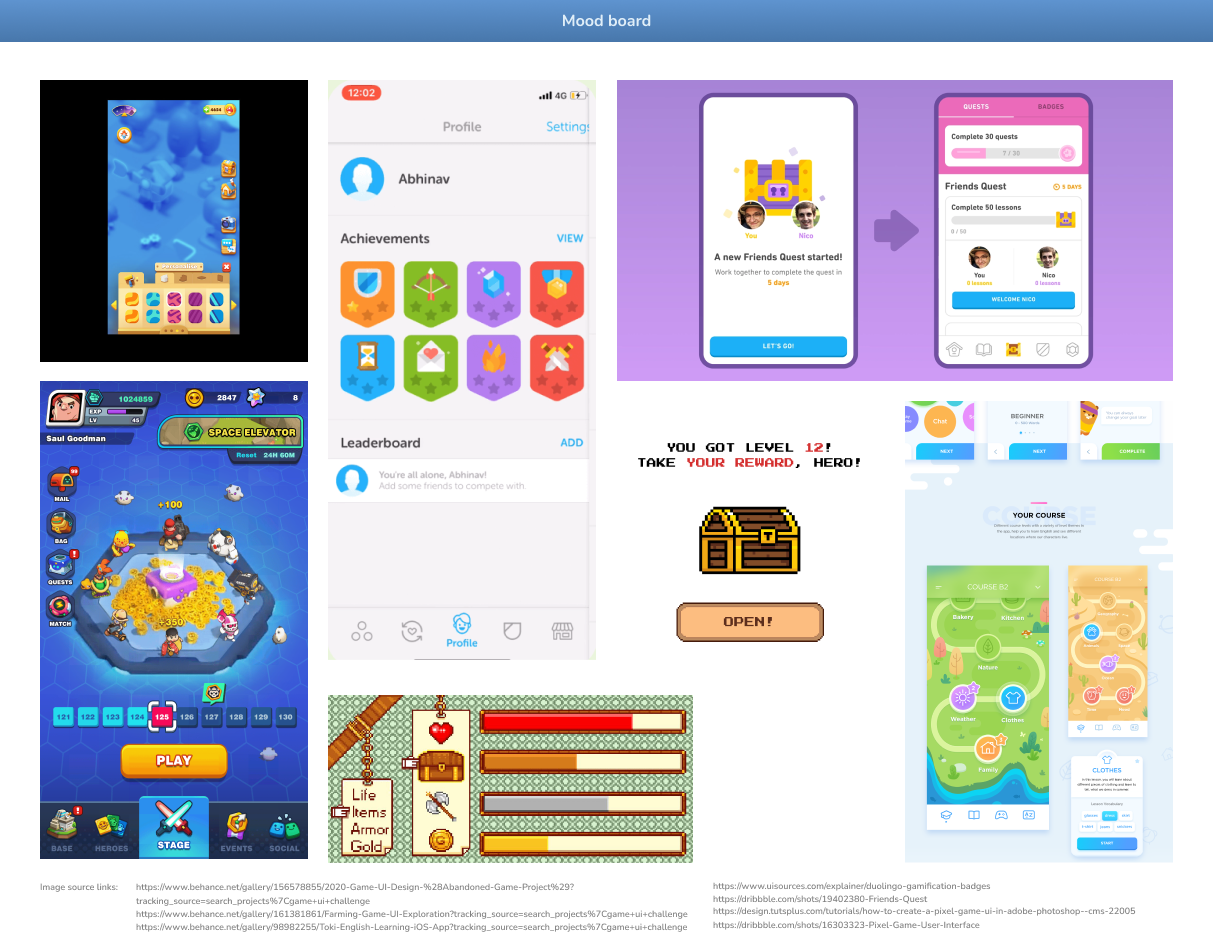 Mood board
4654
12:02
4G
Profile
Settings
Abhinav
Achievements
VIEW
Leaderboard
ADD
You're all alone, Abhinav!
Add some friends to compete with.
Profile
You
Nico
A new Friends Quest started!
Work together to complete the quest in
5 days
LET'S GO!
QUESTS
BADGES
Complete 30 quests
7 / 30
Friends Quest
5 DAYS
Complete 50 lessons
0 / 50
You
Nico
0 lessons
0 lessons
WELCOME NICO
1024859
2847
8
EXP
LV
45
Saul Goodman
SPACE ELEVATOR
Reset 24H 60M
99
MAIL
BAG
QUESTS
MATCH
+100
+350
121
122
123
124
125
126
127
128
129
130
PLAY
BASE
HEROES
STAGE
EVENTS
SOCIAL
YOU GOT LEVEL 12!
TAKE YOUR REWARD, HERO!
OPEN!
Life
Items
Armor
Gold
Chat
NEXT
BEGINNER
NEXT
COMPLETE
YOUR COURSE
COURSE B2
Bakery
Kitchen
Nature
Weather
Clothes
Family
COURSE B2
CLOTHES
START
Image source links:
https://www.behance.net/gallery/156578855/2020-Game-UI-Design-%28Abandoned-Game-Project%29?
tracking_source=search_projects%7Cgame+ui+challenge
https://www.behance.net/gallery/161381861/Farming-Game-UI-Exploration?tracking_source=search_projects%7Cgame+ui+challenge
https://www.behance.net/gallery/98982255/Toki-English-Learning-iOS-App?tracking_source=search_projects%7Cgame+ui+challenge
https://www.uisources.com/explainer/duolingo-gamification-badges
https://dribbble.com/shots/19402380-Friends-Quest
https://design.tutsplus.com/tutorials/how-to-create-a-pixel-game-ui-in-adobe-photoshop--cms-22005
https://dribbble.com/shots/16303323-Pixel-Game-User-Interface